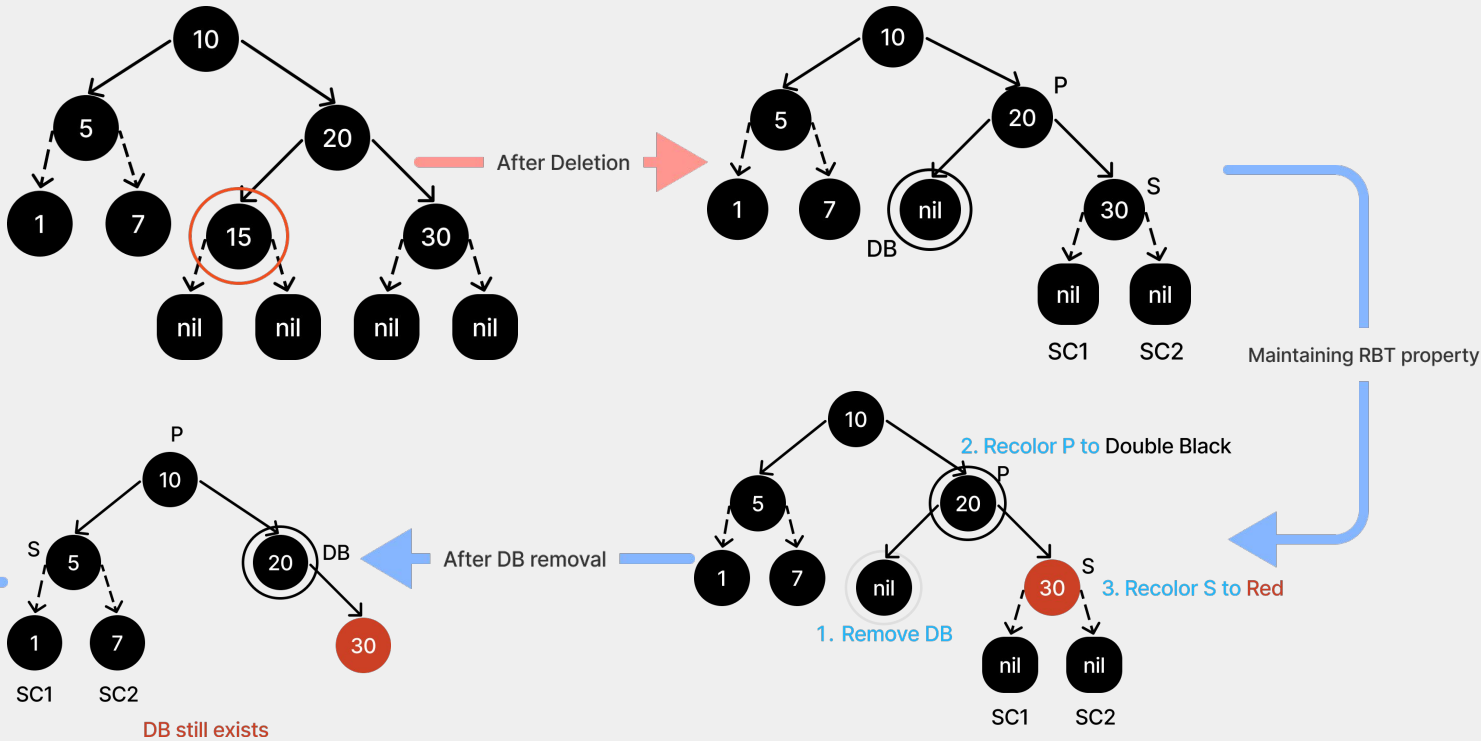 10
5
20
1
7
15
30
nil
nil
nil
nil
After Deletion
10
P
5
20
S
1
7
nil
30
DB
nil
nil
SC1
SC2
Maintaining RBT property
10
2. Recolor P to Double Black
P
5
20
S
1
7
nil
30
3. Recolor S to Red
1. Remove DB
nil
nil
SC1
SC2
After DB removal
P
10
S
5
20
DB
1
7
30
SC1
SC2
DB still exists